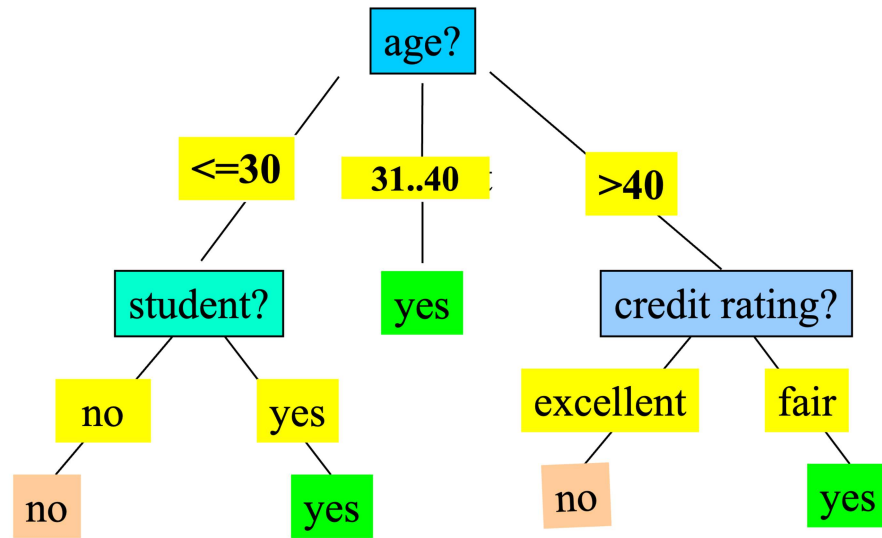 age?
<=30
31..40
>40
student?
yes
credit rating?
no
yes
excellent
fair
no
yes
no
yes